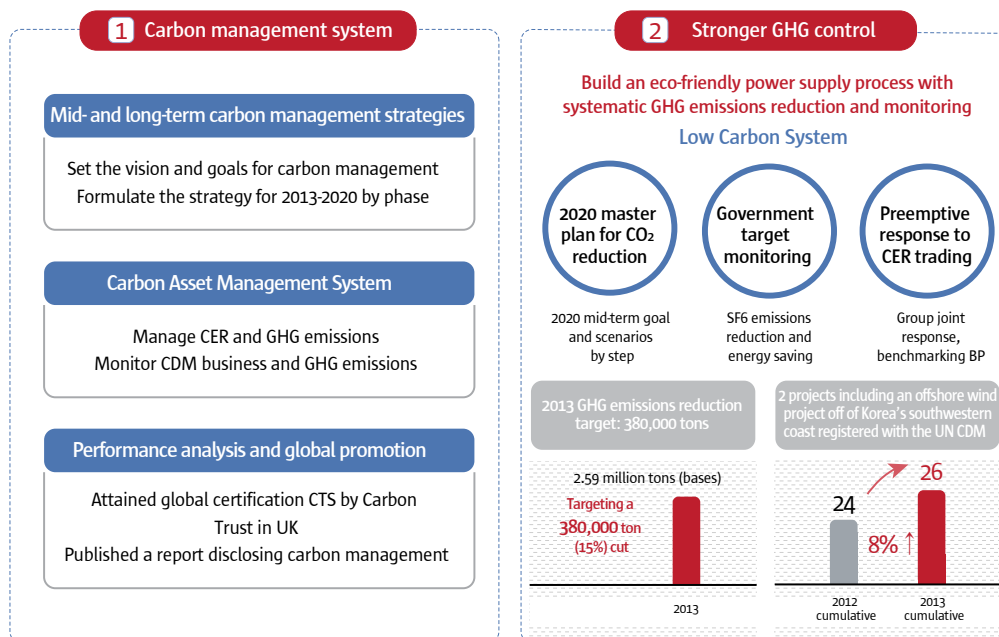 1 Carbon management system
Mid- and long-term carbon management strategies
Set the vision and goals for carbon management
Formulate the strategy for 2013-2020 by phase
Carbon Asset Management System
Manage CER and GHG emissions
Monitor CDM business and GHG emissions
Performance analysis and global promotion
Attained global certification CTS by Carbon
Trust in UK
Published a report disclosing carbon management
2 Stronger GHG control
Build an eco-friendly power supply process with
systematic GHG emissions reduction and monitoring
Low Carbon System
2020 master
plan for CO2
reduction
Government
target
monitoring
Preemptive
response to
CER trading
2020 mid-term goal
and scenarios
by step
SF6 emissions
reduction and
energy saving
Group joint
response,
benchmarking BP
2013 GHG emissions reduction
target: 380,000 tons
2.59 million tons (bases)
Targeting a
380,000 ton
(15%) cut
2013
2 projects including an offshore wind
project off of Korea's southwestern
coast registered with the UN CDM
24
26
8% ↑
2012
cumulative
2013
cumulative